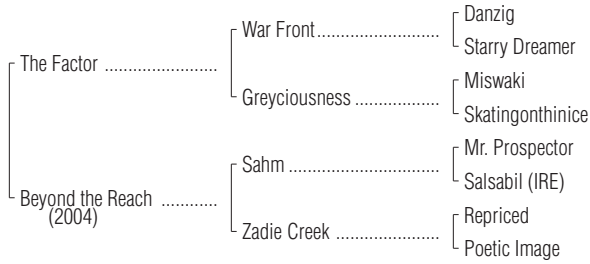 Danzig
War Front..............................
Starry Dreamer
The Factor ........................
Miswaki
Greyciousness ....................
Skatingonthinice
Mr. Prospector
Sahm ....................................
Salsabil (IRE)
Beyond the Reach ............
(2004)
Repriced
Zadie Creek ........................
Poetic Image